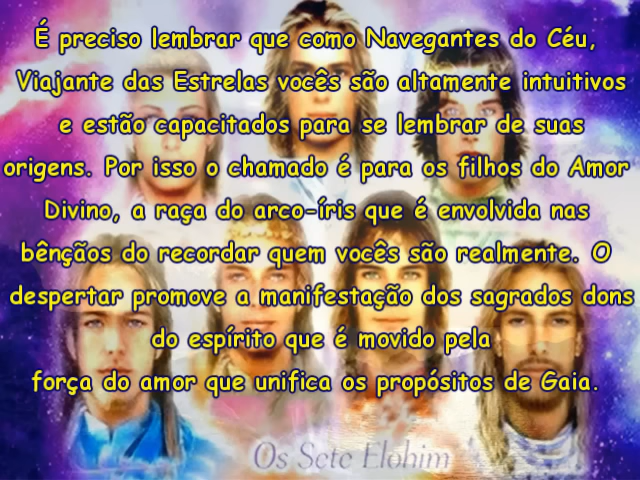 É preciso lembrar que como Navegantes do Céu,
Viajante das Estrelas vocês são altamente intuitivos
e estão capacitados para se lembrar de suas
origens. Por isso o chamado é para os filhos do Amor
Divino, a raça do arco-íris que é envolvida nas
bênçãos do recordar quem vocês são realmente. O
despertar promove a manifestação dos sagrados dons
do espírito que é movido pela
força do amor que unifica os propósitos de Gaia.
Os Sete Elohim